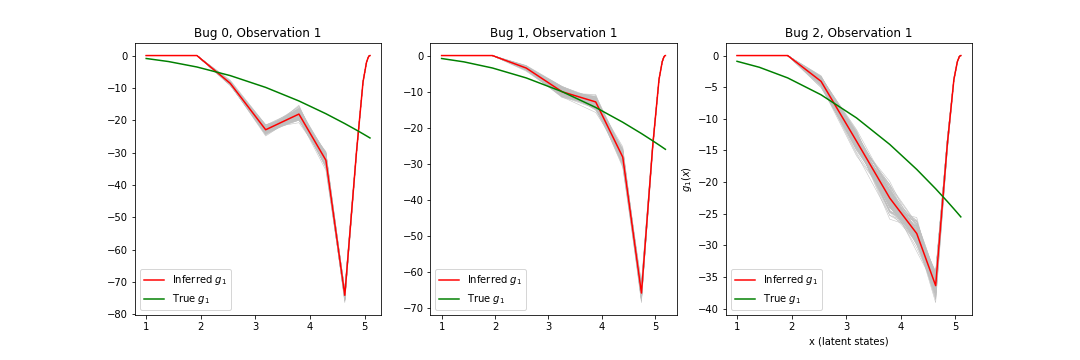 Bug 0, Observation 1
0
−10
−20
−30
−40
−50
−60
−70
−80
1 2 3 4 5
Inferred g₁
True g₁
Bug 1, Observation 1
0
−10
−20
−30
−40
−50
−60
−70
1 2 3 4 5
Inferred g₁
True g₁
Bug 2, Observation 1
g₁(x)
0
−5
−10
−15
−20
−25
−30
−35
−40
1 2 3 4 5
x (latent states)
Inferred g₁
True g₁